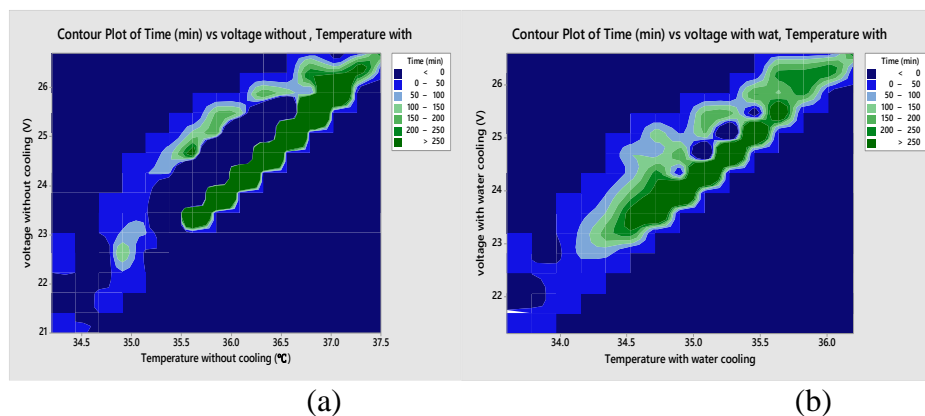 Contour Plot of Time (min) vs voltage without , Temperature with
Time (min)
< 0
0 – 50
50 – 100
100 – 150
150 – 200
200 – 250
> 250
voltage without cooling (V)
26
25
24
23
22
21
34.5 35.0 35.5 36.0 36.5 37.0 37.5
Temperature without cooling (℃)
(a)
Contour Plot of Time (min) vs voltage with wat, Temperature with
Time (min)
< 0
0 – 50
50 – 100
100 – 150
150 – 200
200 – 250
> 250
voltage with water cooling (V)
26
25
24
23
22
34.0 34.5 35.0 35.5 36.0
Temperature with water cooling
(b)